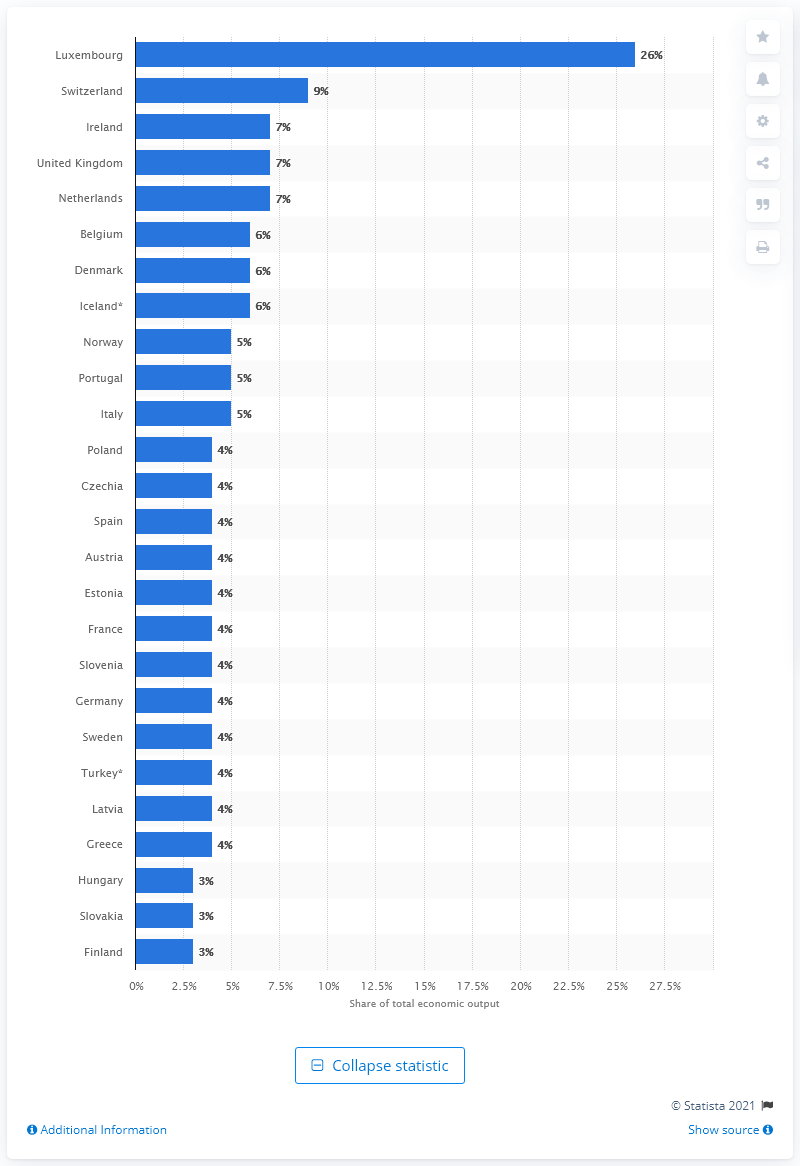 Luxembourg 26%
Switzerland 9%
Ireland 7%
United Kingdom 7%
Netherlands 7%
Belgium 6%
Denmark 6%
Iceland* 6%
Norway 5%
Portugal 5%
Italy 5%
Poland 4%
Czechia 4%
Spain 4%
Austria 4%
Estonia 4%
France 4%
Slovenia 4%
Germany 4%
Sweden 4%
Turkey* 4%
Latvia 4%
Greece 4%
Hungary 3%
Slovakia 3%
Finland 3%
0% 2.5% 5% 7.5% 10% 12.5% 15% 17.5% 20% 22.5% 25% 27.5%
Share of total economic output
Collapse statistic
© Statista 2021
Additional Information Show source